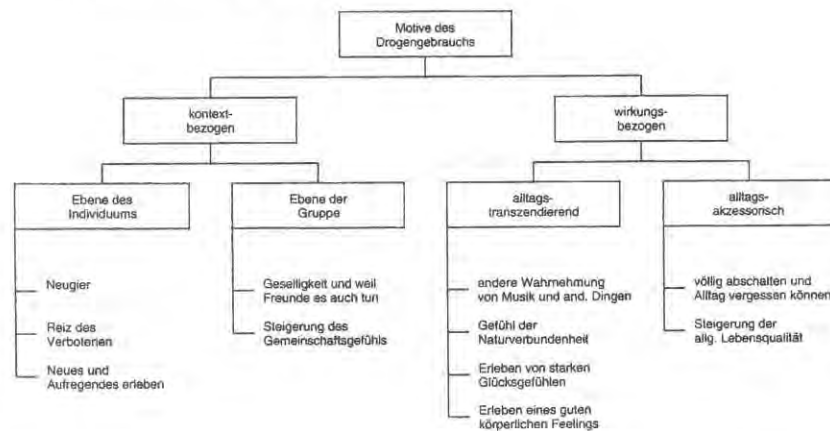 Motive des
Drogengebrauchs
kontext-
bezogen
wirkungs-
bezogen
Ebene des
Individuums
Ebene der
Gruppe
alltags-
transzendierend
alltags-
akzessorisch
Neugier
Reiz des
Verbotenen
Neues und
Aufregendes erleben
Geselligkeit und weil
Freunde es auch tun
Steigerung des
Gemeinschaftsgefühls
andere Wahrnehmung
von Musik und and. Dingen
Gefühl der
Naturverbundenheit
Erleben von starken
Glücksgefühlen
Erleben eines guten
körperlichen Feelings
völlig abschalten und
Alltag vergessen können
Steigerung der
allg. Lebensqualität